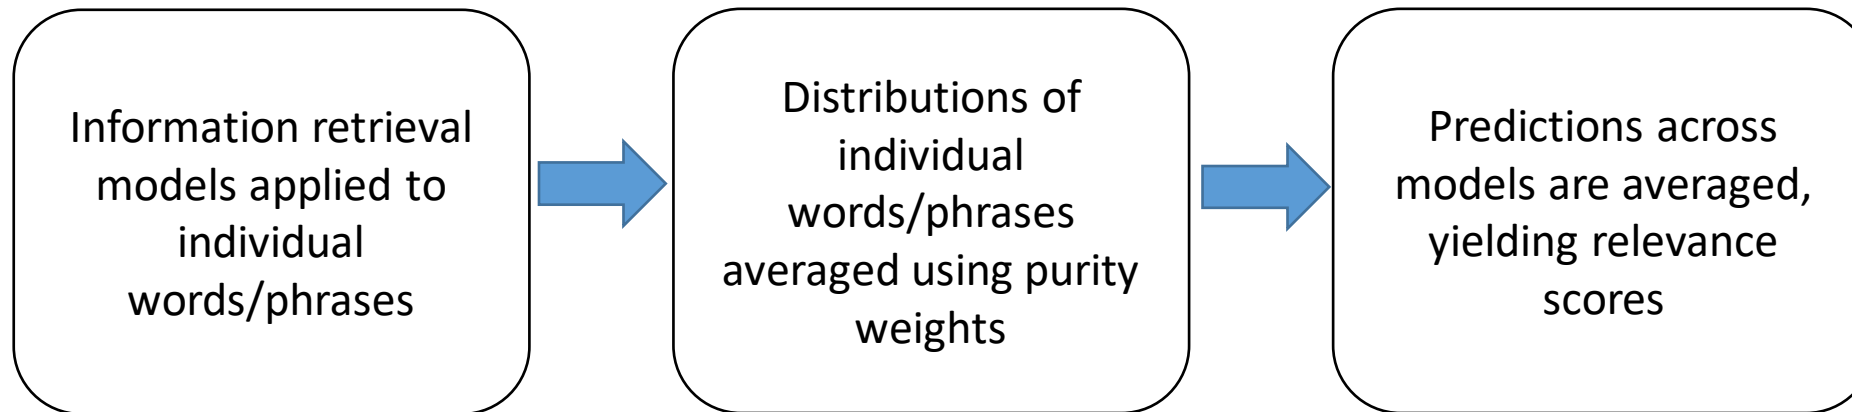 Information retrieval
models applied to
individual
words/phrases
Distributions of
individual
words/phrases
averaged using purity
weights
Predictions across
models are averaged,
yielding relevance
scores